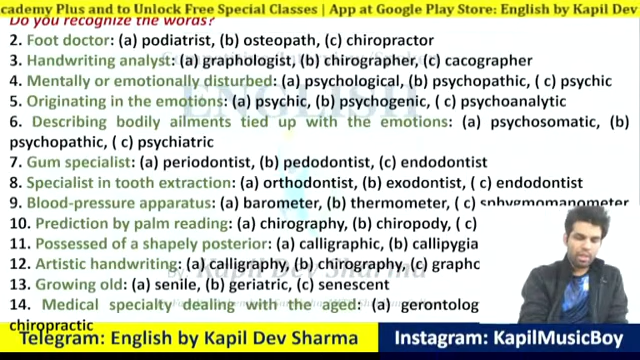 cademy Plus and to Unlock Free Special Classes | App at Google Play Store: English by Kapil Dev
Do you recognize the words?
2. Foot doctor: (a) podiatrist, (b) osteopath, (c) chiropractor
3. Handwriting analyst: (a) graphologist, (b) chirographer, (c) cacographer
4. Mentally or emotionally disturbed: (a) psychological, (b) psychopathic, ( c) psychic
5. Originating in the emotions: (a) psychic, (b) psychogenic, ( c) psychoanalytic
6. Describing bodily ailments tied up with the emotions: (a) psychosomatic, (b)
psychopathic, ( c) psychiatric
7. Gum specialist: (a) periodontist, (b) pedodontist, (c) endodontist
8. Specialist in tooth extraction: (a) orthodontist, (b) exodontist, ( c) endodontist
9. Blood-pressure apparatus: (a) barometer, (b) thermometer, ( c) sphygmomanometer
10. Prediction by palm reading: (a) chirography, (b) chiropody, ( c)
11. Possessed of a shapely posterior: (a) calligraphic, (b) callipygia
12. Artistic handwriting: (a) calligraphy, (b) chirography, (c) grapho
13. Growing old: (a) senile, (b) geriatric, (c) senescent
14. Medical specialty dealing with the aged: (a) gerontolog
chiropractic
ENGLISH
By: Kapil Dev Sharma
Telegram: English by Kapil Dev Sharma
Instagram: KapilMusicBoy